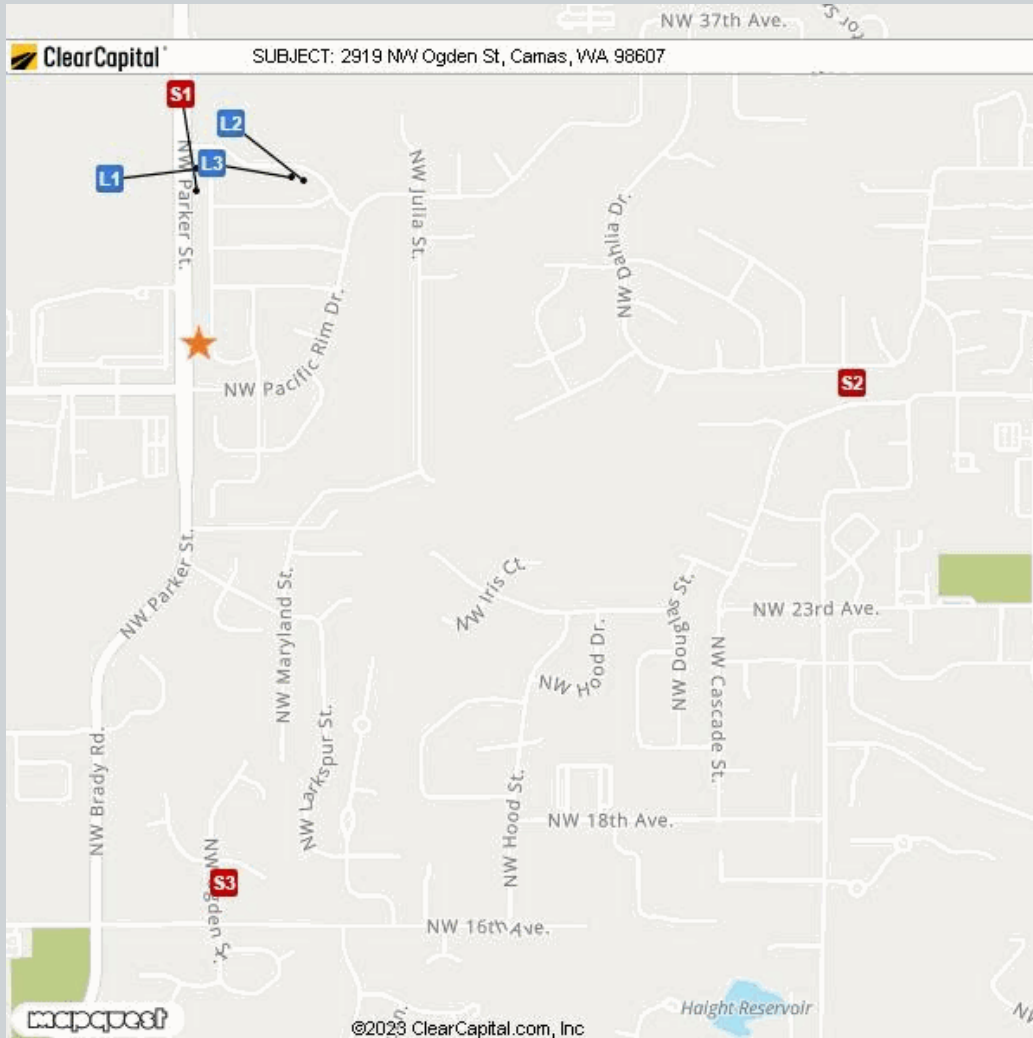 NW 37th Ave.
ClearCapital
SUBJECT: 2919 NW Ogden St, Camas, WA 98607
S1
L2
L3
L1
NW Parker St.
NW Julia St.
NW Dahlia Dr.
NW Pacific Rim Dr.
S2
NW Parker St.
NW Iris Ct
NW Maryland St.
NW Douglas St.
NW 23rd Ave.
NW Hood Dr.
NW Cascade St.
NW Larkspur St.
NW Brady Rd.
NW Hood St.
NW 18th Ave.
S3
NW Ogden St.
NW 16th Ave.
Haight Reservoir
mapquest
©2023 ClearCapital.com, Inc